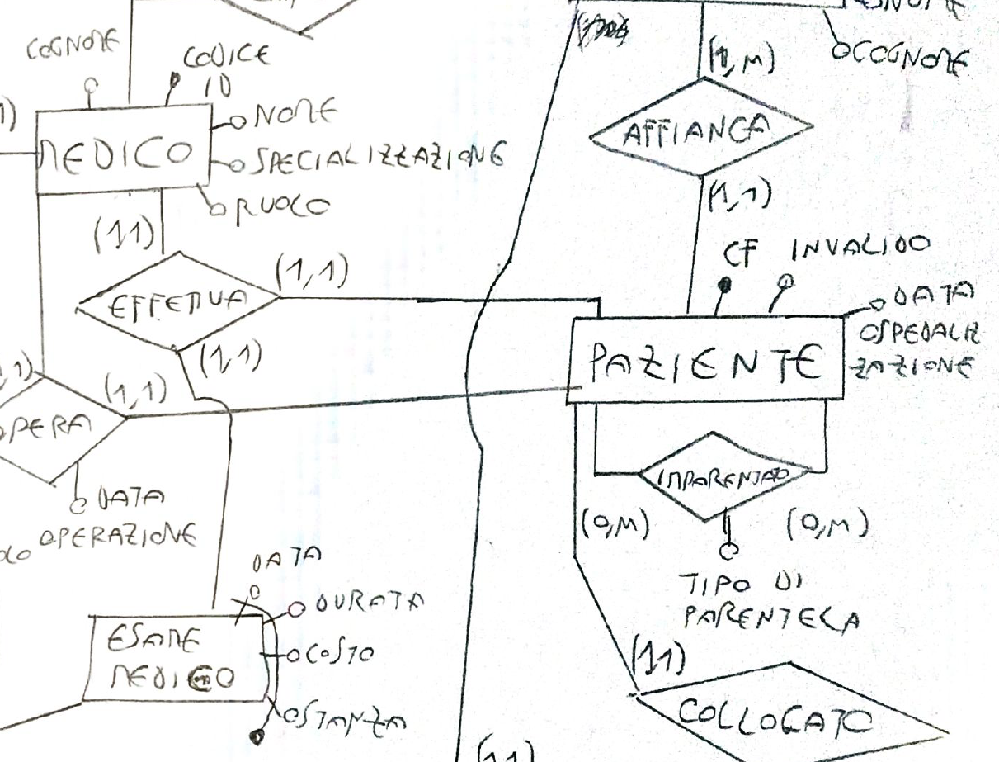 COGNOME
CODICE
ID
MEDICO
NOME
SPECIALIZZAZIONE
RUOLO
(1,1)
EFFETTUA
(1,1)
(1,1)
(1,1)
OPERA
DATA
OPERAZIONE
DATA
DURATA
COSTO
STANZA
ESAME
MEDICO
COGNOME
(1,M)
AFFIANCA
(1,1)
CF INVALIDO
DATA
OSPEDALIZ
ZAZIONE
PAZIENTE
IMPARENTATO
(0,M)
(0,M)
TIPO DI
PARENTELA
(1,1)
COLLOCATO
(1,1)